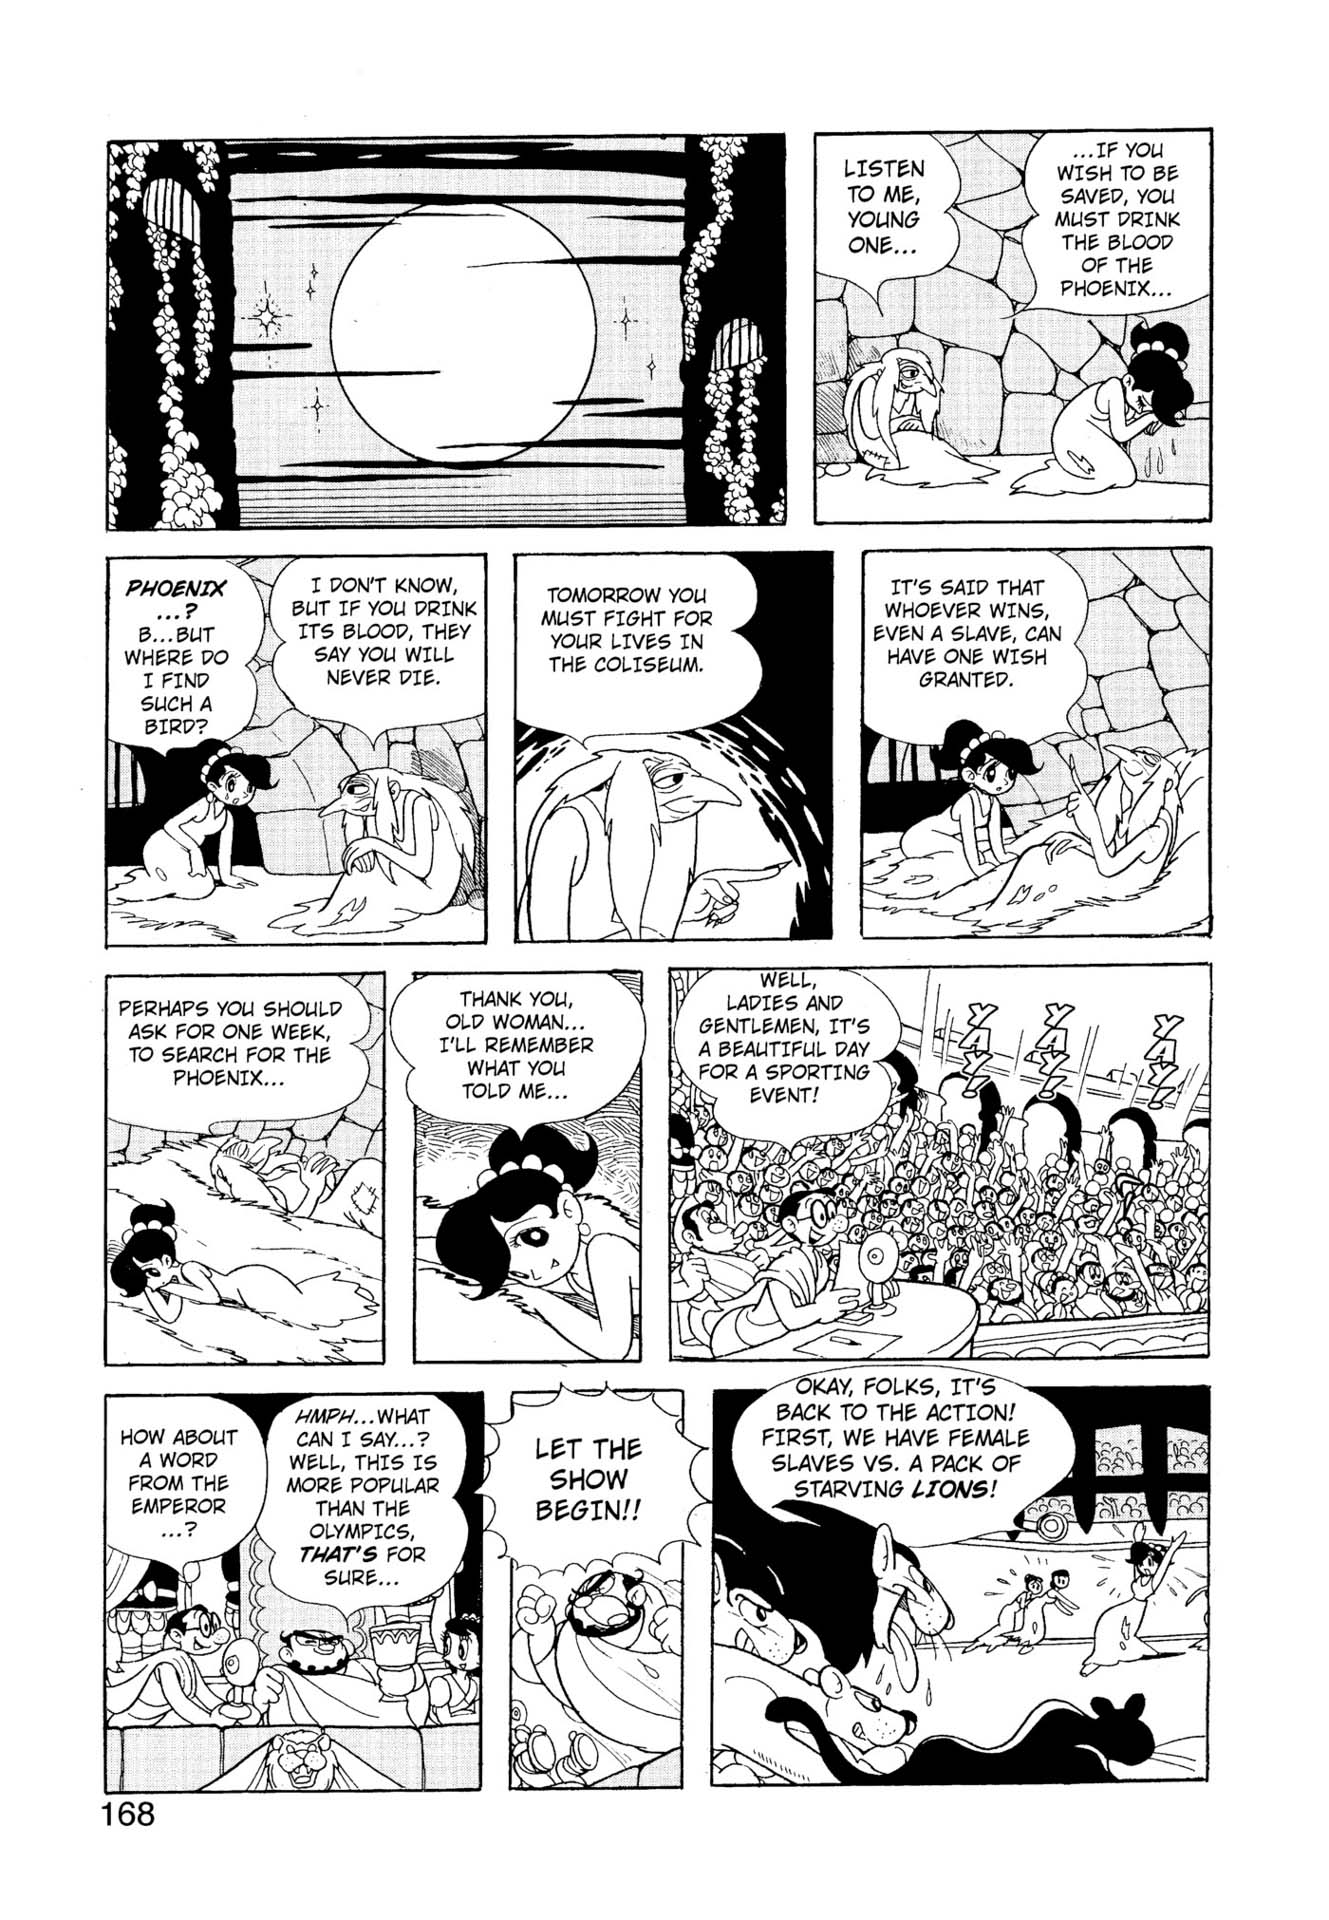 LISTEN
TO ME,
YOUNG
ONE...
...IF YOU
WISH TO BE
SAVED, YOU
MUST DRINK
THE BLOOD
OF THE
PHOENIX...
PHOENIX
...?
B...BUT
WHERE DO
I FIND
SUCH A
BIRD?
I DON'T KNOW,
BUT IF YOU DRINK
ITS BLOOD, THEY
SAY YOU WILL
NEVER DIE.
TOMORROW YOU
MUST FIGHT FOR
YOUR LIVES IN
THE COLISEUM.
IT'S SAID THAT
WHOEVER WINS,
EVEN A SLAVE, CAN
HAVE ONE WISH
GRANTED.
PERHAPS YOU SHOULD
ASK FOR ONE WEEK,
TO SEARCH FOR THE
PHOENIX...
THANK YOU,
OLD WOMAN...
I'LL REMEMBER
WHAT YOU
TOLD ME...
WELL,
LADIES AND
GENTLEMEN, IT'S
A BEAUTIFUL DAY
FOR A SPORTING
EVENT!
YAY!
YAY!
YAY!
HOW ABOUT
A WORD
FROM THE
EMPEROR
...?
HMPH...WHAT
CAN I SAY...?
WELL, THIS IS
MORE POPULAR
THAN THE
OLYMPICS,
THAT'S FOR
SURE...
LET THE
SHOW
BEGIN!!
OKAY, FOLKS, IT'S
BACK TO THE ACTION!
FIRST, WE HAVE FEMALE
SLAVES VS. A PACK OF
STARVING LIONS!
168